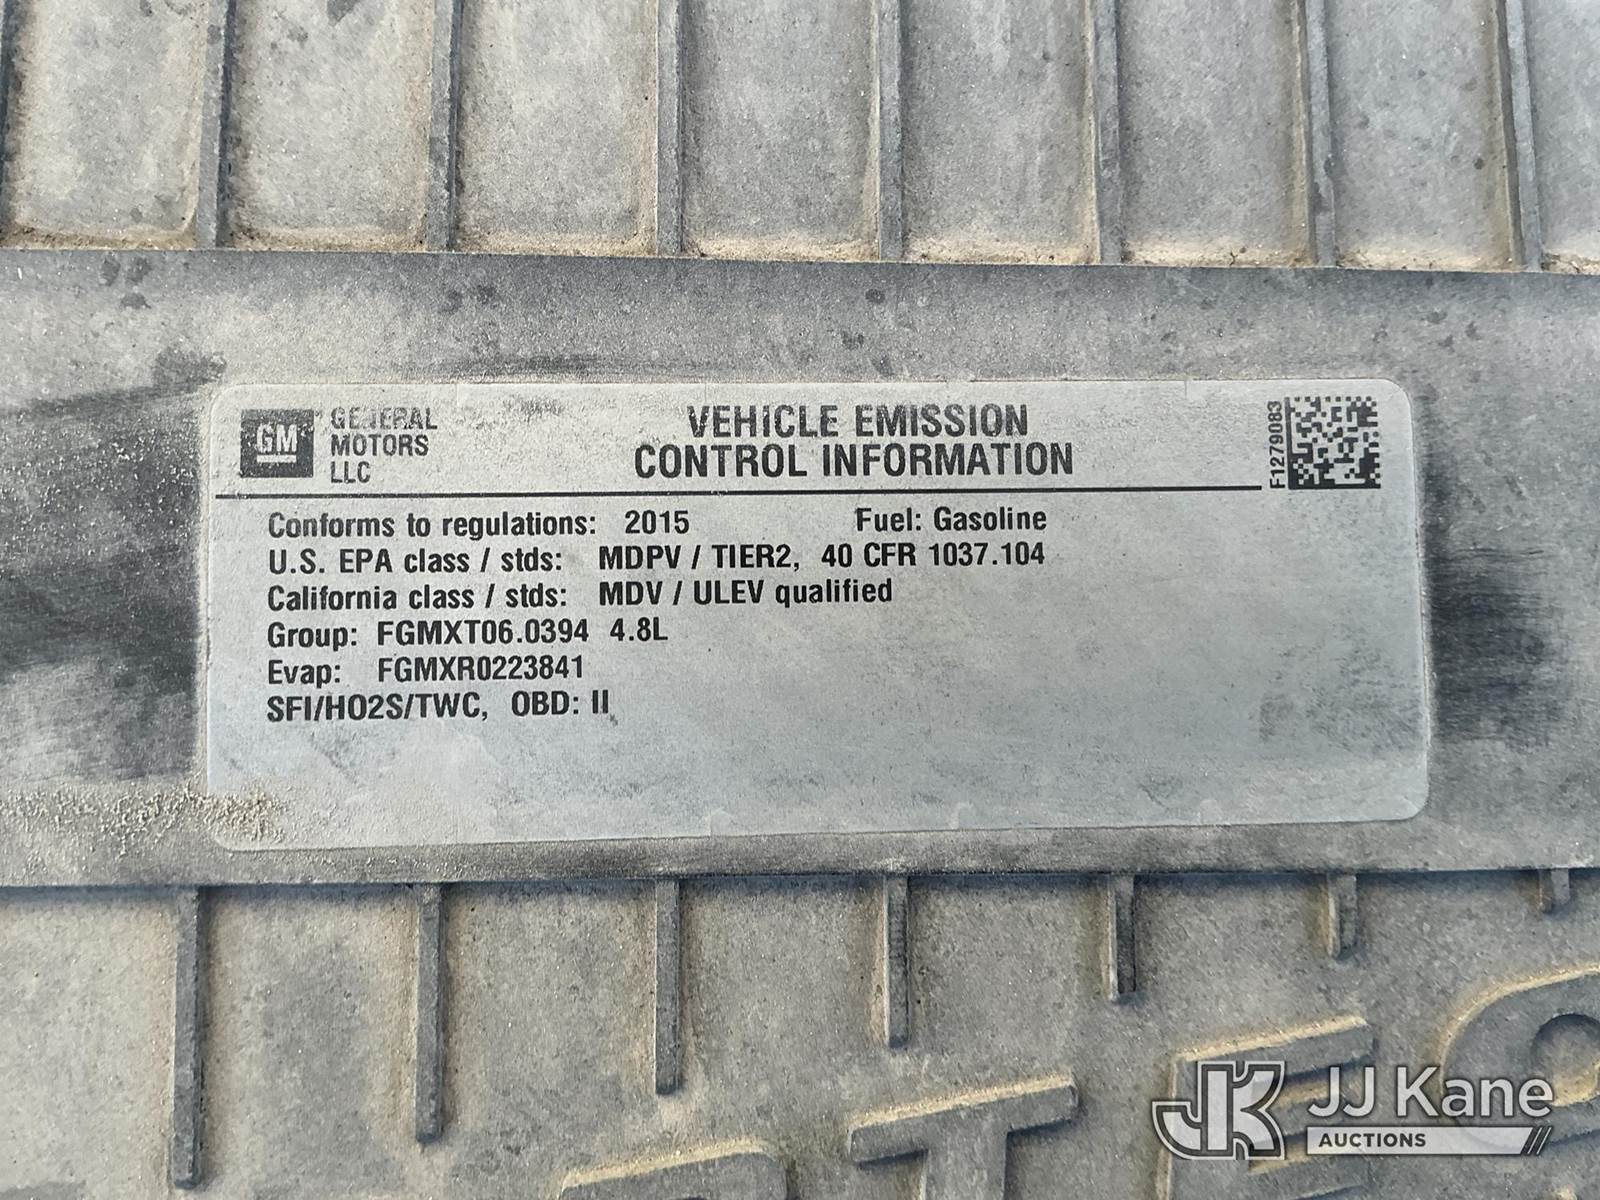 GM
GENERAL
MOTORS
LLC
VEHICLE EMISSION
CONTROL INFORMATION
F1279083
Conforms to regulations: 2015 Fuel: Gasoline
U.S. EPA class / stds: MDPV / TIER2, 40 CFR 1037.104
California class / stds: MDV / ULEV qualified
Group: FGMXT06.0394 4.8L
Evap: FGMXR0223841
SFI/HO2S/TWC, OBD: II
JK JJ Kane
AUCTIONS